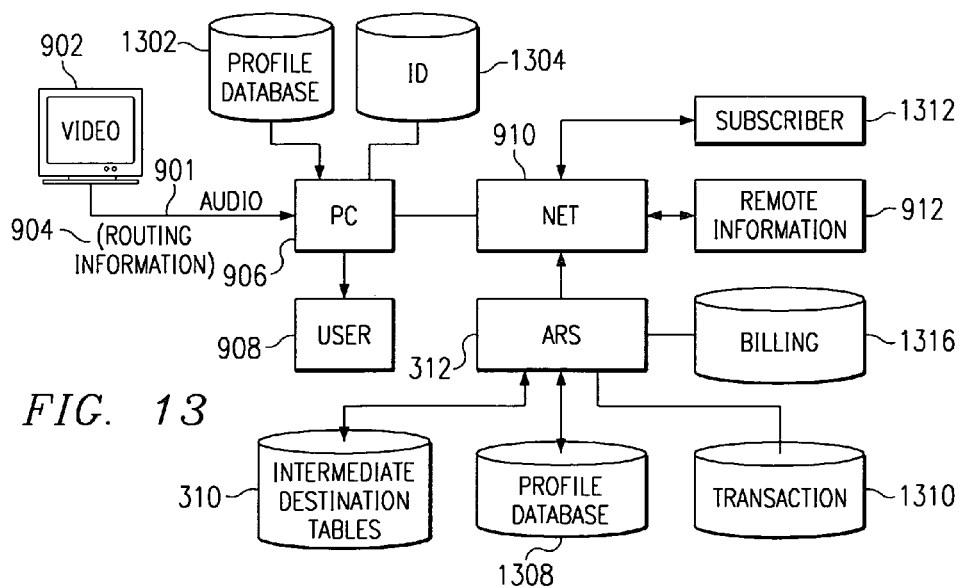 1302
PROFILE
DATABASE
ID
1304
902
VIDEO
901
AUDIO
904
(ROUTING
INFORMATION)
PC
906
910
NET
SUBSCRIBER
1312
REMOTE
INFORMATION
912
USER
908
ARS
312
BILLING
1316
FIG. 13
310
INTERMEDIATE
DESTINATION
TABLES
PROFILE
DATABASE
1308
TRANSACTION
1310